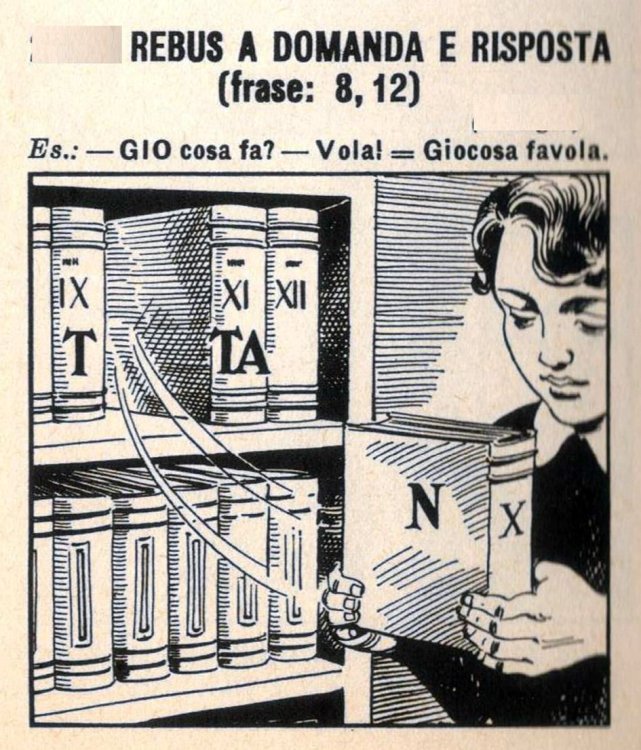 REBUS A DOMANDA E RISPOSTA
(frase: 8, 12)
Es.: — GIO cosa fa? — Vola! = Giocosa favola.
IX XI XII
T TA
N X